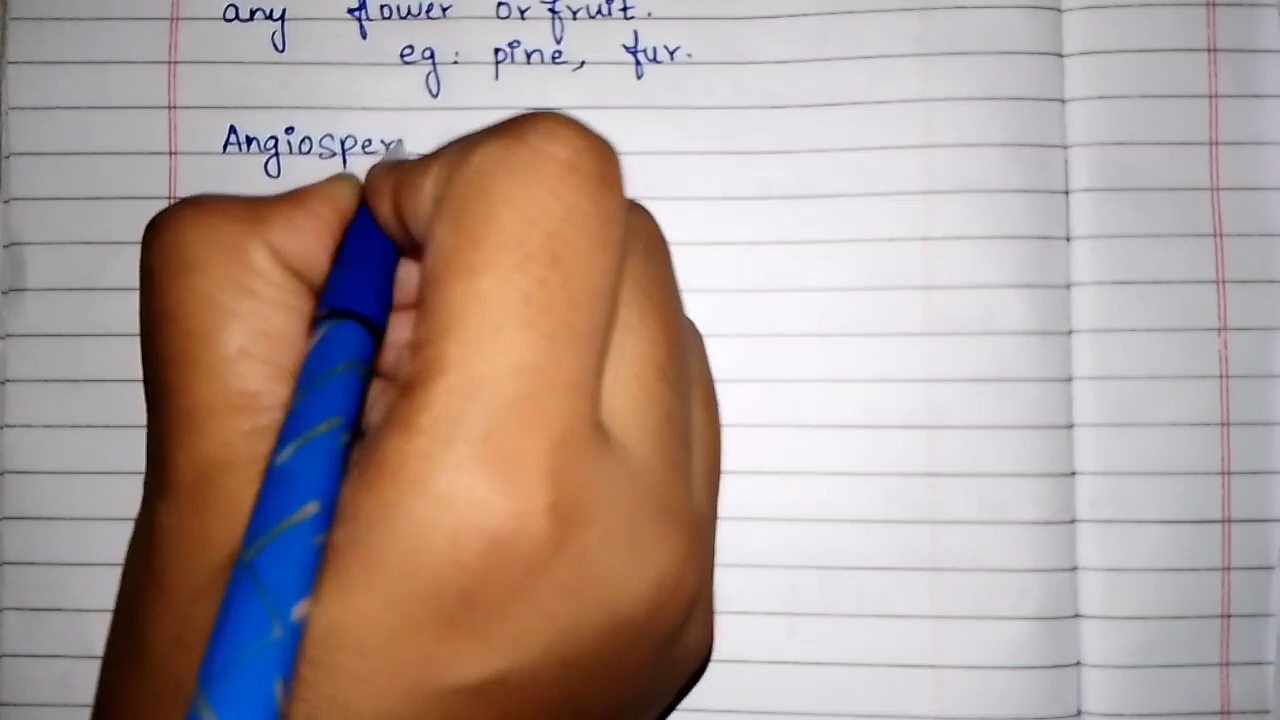 any flower or fruit.
eg: pine, fur.
Angiosper